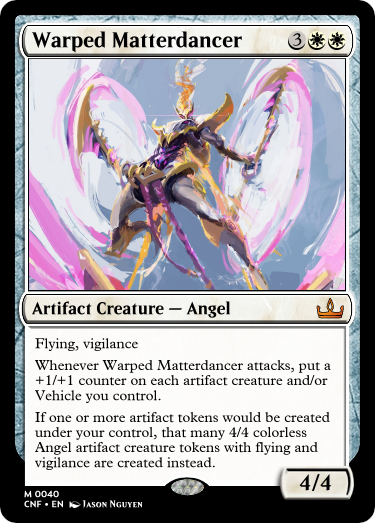 Warped Matterdancer 3
Artifact Creature — Angel
Flying, vigilance
Whenever Warped Matterdancer attacks, put a
+1/+1 counter on each artifact creature and/or
Vehicle you control.
If one or more artifact tokens would be created
under your control, that many 4/4 colorless
Angel artifact creature tokens with flying and
vigilance are created instead.
4/4
M 0040
CNF • EN Jason Nguyen